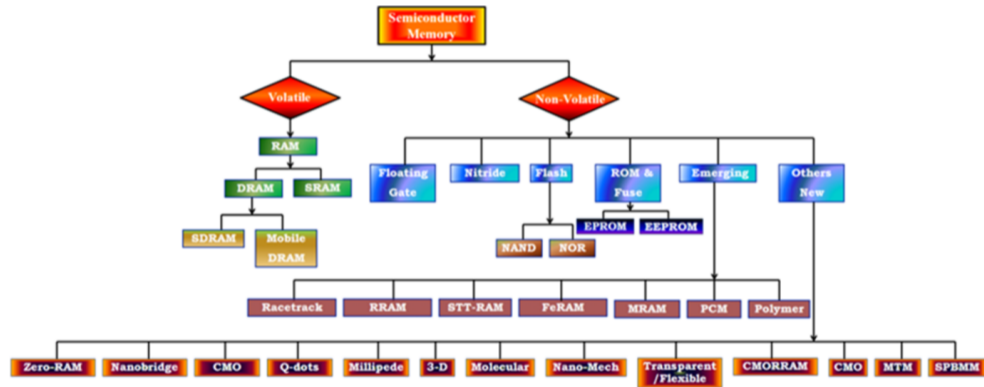 Semiconductor
Memory
Volatile
Non-Volatile
RAM
DRAM
SRAM
SDRAM
Mobile
DRAM
Floating
Gate
Nitride
Flash
ROM &
Fuse
Emerging
Others
New
NAND
NOR
EPROM
EEPROM
Racetrack
RRAM
STT-RAM
FeRAM
MRAM
PCM
Polymer
Zero-RAM
Nanobridge
CMO
Q-dots
Millipede
3-D
Molecular
Nano-Mech
Transparent
/Flexible
CMORRAM
CMO
MTM
SPBMM